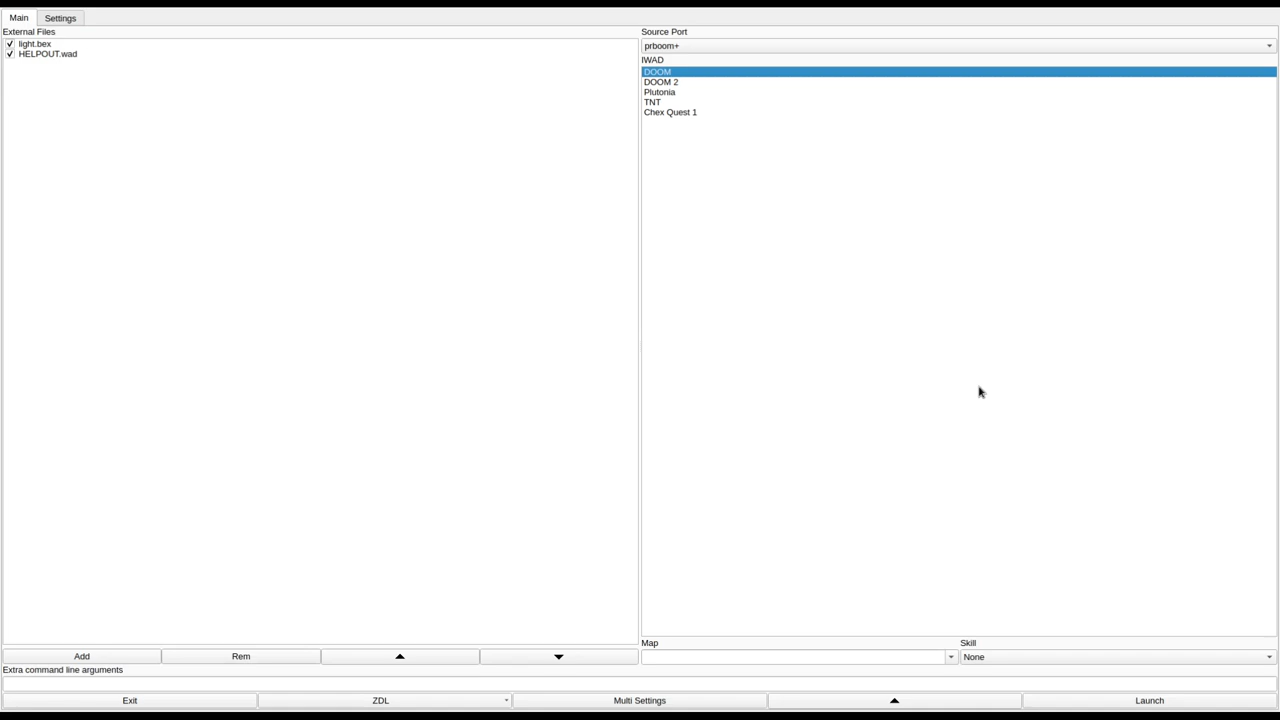 Main Settings
External Files
light.bex
HELPOUT.wad
Add Rem
Source Port
prboom+
IWAD
DOOM
DOOM 2
Plutonia
TNT
Chex Quest 1
Map Skill
None
Extra command line arguments
Exit ZDL Multi Settings Launch